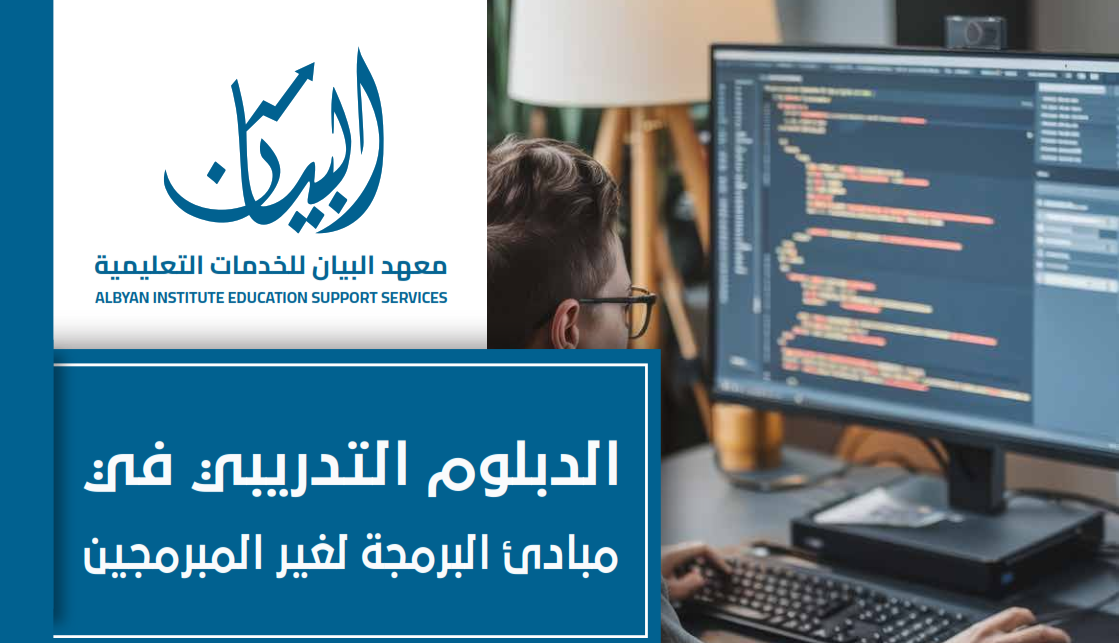 البيان
معهد البيان للخدمات التعليمية
ALBYAN INSTITUTE EDUCATION SUPPORT SERVICES
الدبلوم التدريبي في
مبادئ البرمجة لغير المبرمجين